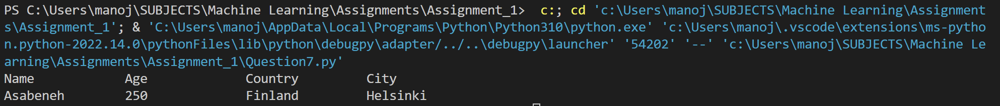 PS C:\Users\manoj\SUBJECTS\Machine Learning\Assignments\Assignment_1>  c:; cd 'c:\Users\manoj\SUBJECTS\Machine Learning\Assignment
s\Assignment_1'; & 'C:\Users\manoj\AppData\Local\Programs\Python\Python310\python.exe' 'c:\Users\manoj\.vscode\extensions\ms-pytho
n.python-2022.14.0\pythonFiles\lib\python\debugpy\adapter/../..\debugpy\launcher' '54202' '--' 'c:\Users\manoj\SUBJECTS\Machine Le
arning\Assignments\Assignment_1\Question7.py'
Name            Age             Country         City
Asabeneh        250             Finland         Helsinki